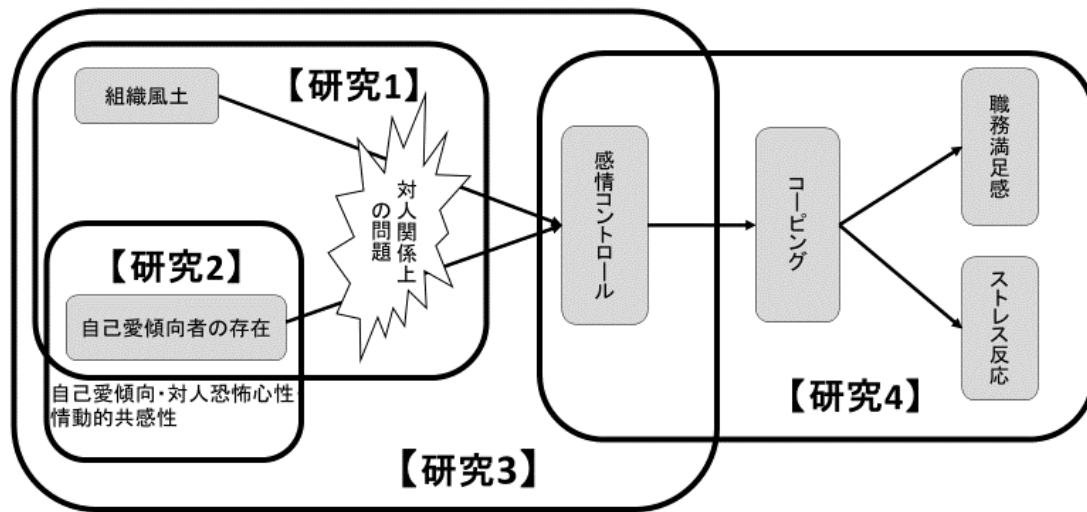 【研究1】
組織風土
対人関係上
の問題
【研究2】
自己愛傾向者の存在
自己愛傾向・対人恐怖心性
情動的共感性
【研究3】
感情コントロール
コーピング
職務満足感
ストレス反応
【研究4】